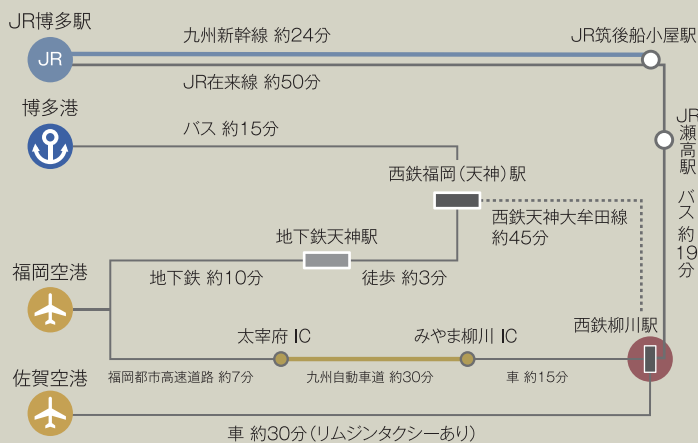 JR博多駅
JR
九州新幹線 約24分
JR筑後船小屋駅
JR在来線 約50分
博多港
バス 約15分
JR瀬高駅
バス 約19分
西鉄福岡(天神)駅
西鉄天神大牟田線
約45分
地下鉄天神駅
地下鉄 約10分
徒歩 約3分
福岡空港
太宰府 IC
みやま柳川 IC
西鉄柳川駅
福岡都市高速道路 約7分
九州自動車道 約30分
車 約15分
佐賀空港
車 約30分(リムジンタクシーあり)